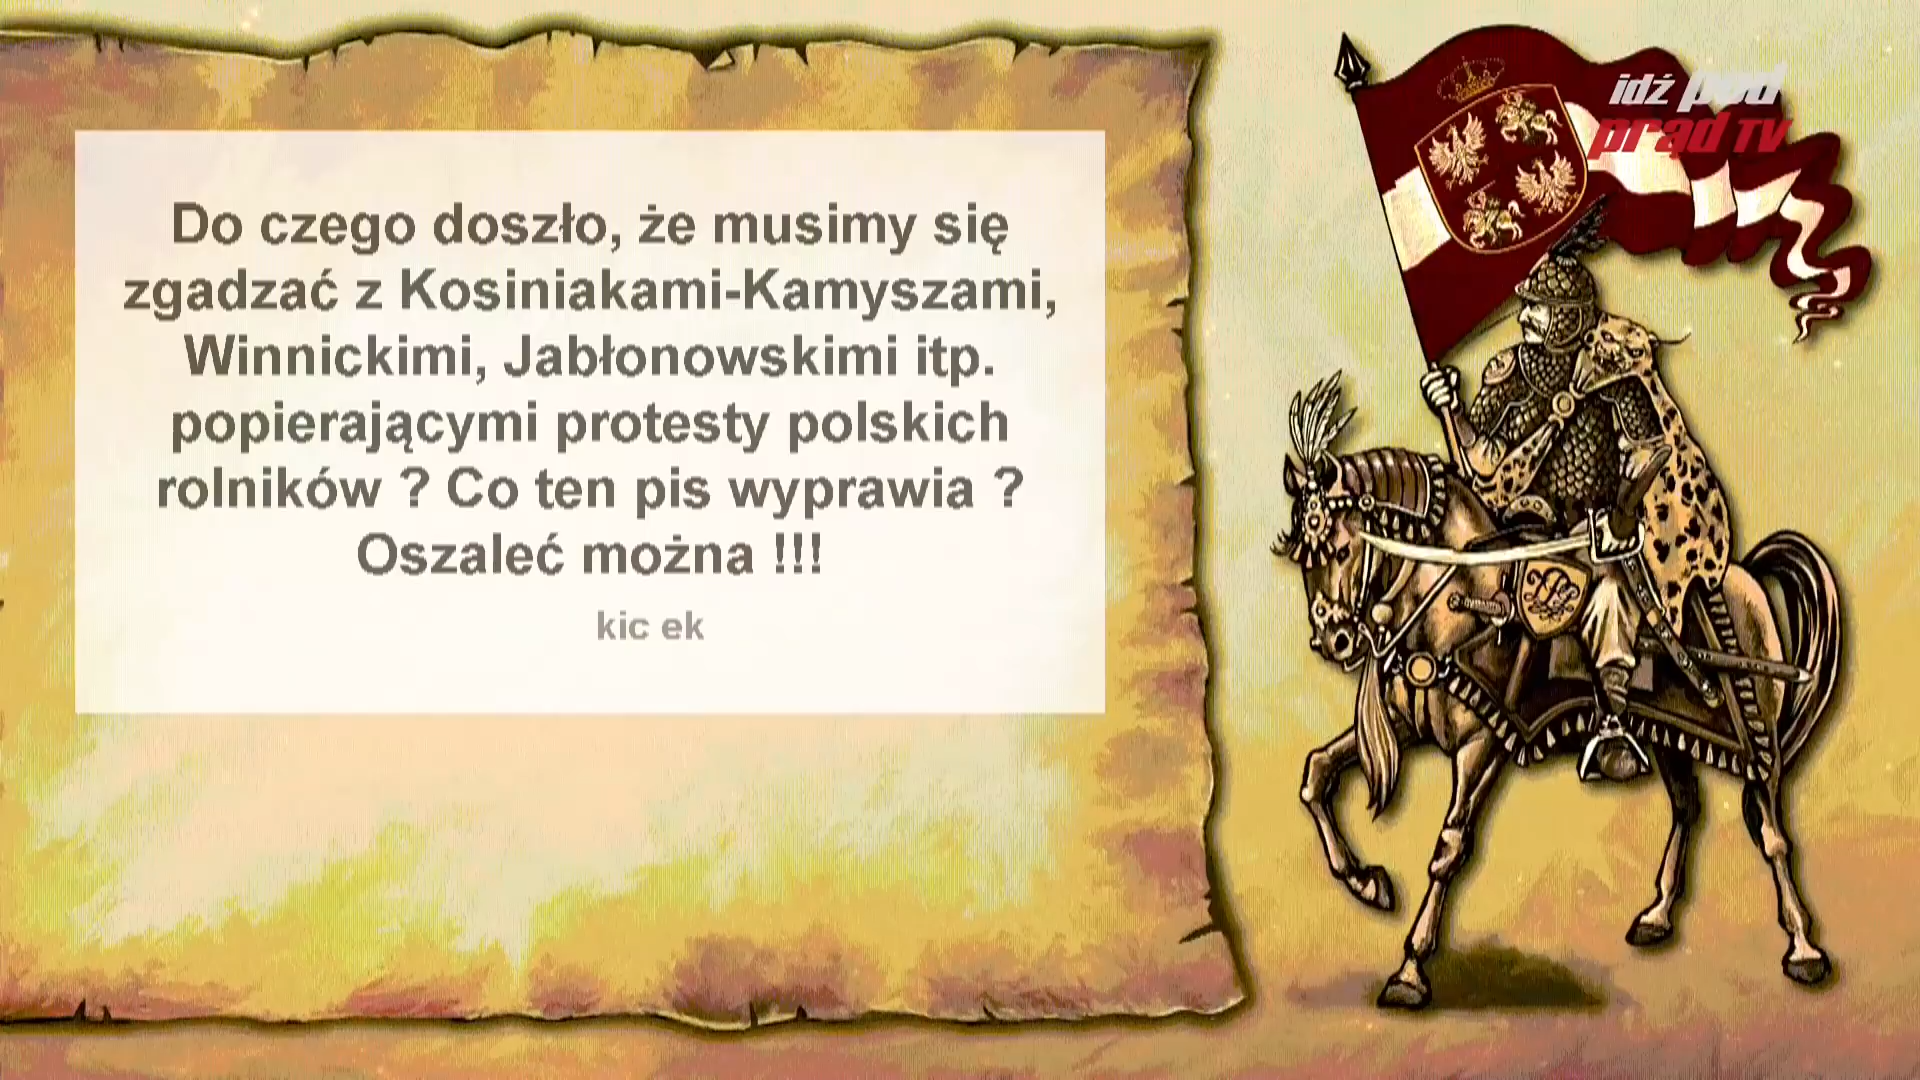 Do czego doszło, że musimy się
zgadzać z Kosiniakami-Kamyszami,
Winnickimi, Jabłonowskimi itp.
popierającymi protesty polskich
rolników ? Co ten pis wyprawia ?
Oszaleć można !!!
kic ek
idź pod
prąd TV